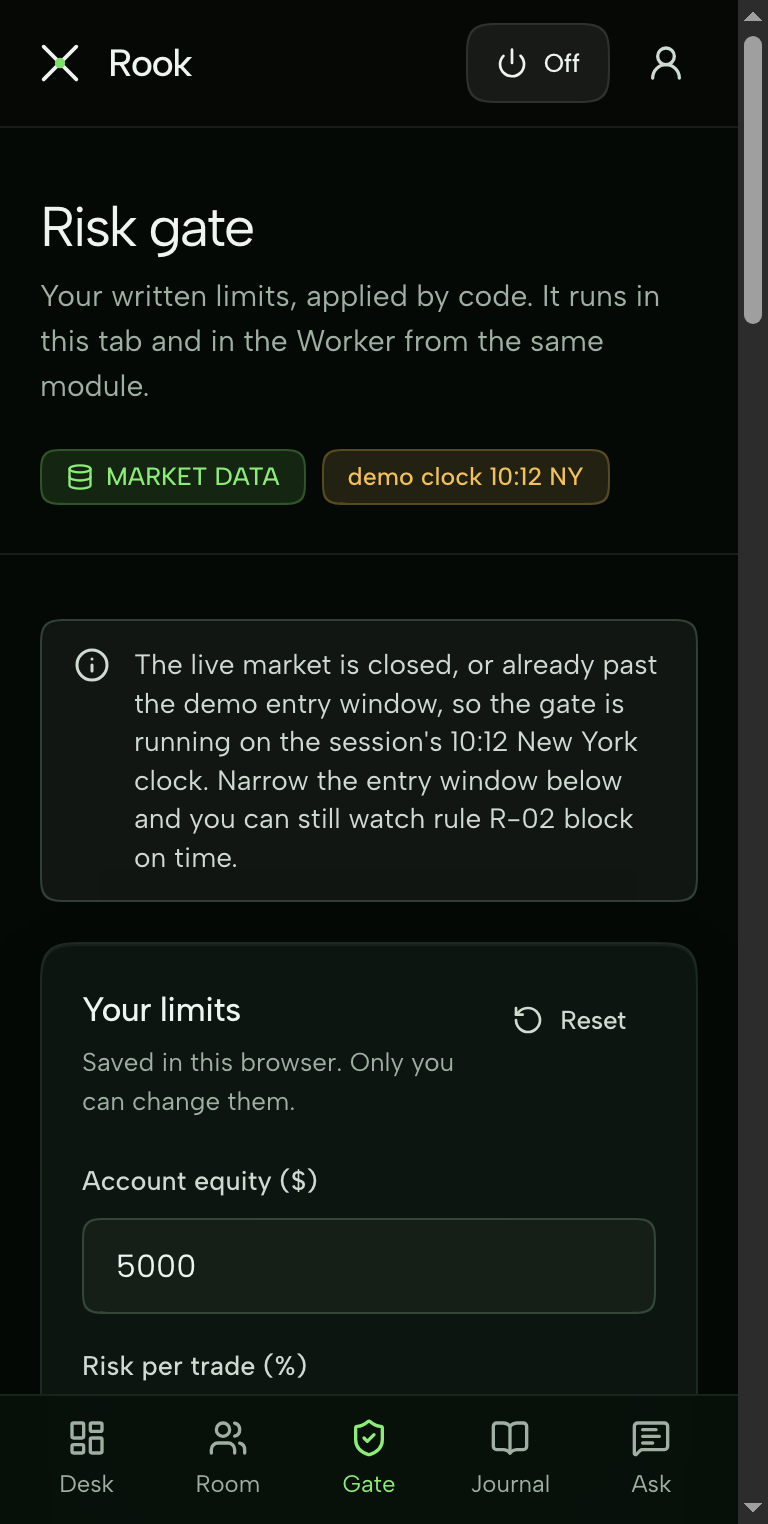 Rook
Off
Risk gate
Your written limits, applied by code. It runs in
this tab and in the Worker from the same
module.
MARKET DATA
demo clock 10:12 NY
The live market is closed, or already past
the demo entry window, so the gate is
running on the session's 10:12 New York
clock. Narrow the entry window below
and you can still watch rule R-02 block
on time.
Your limits
Reset
Saved in this browser. Only you
can change them.
Account equity ($)
5000
Risk per trade (%)
Desk
Room
Gate
Journal
Ask